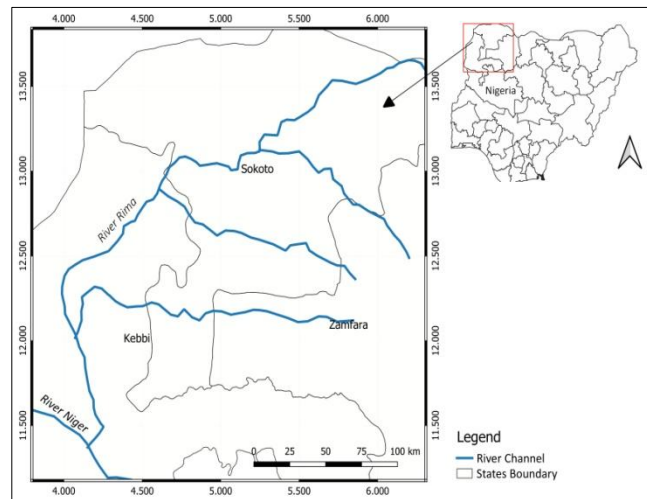 4.000 4.500 5.000 5.500 6.000
13.500 13.500
Nigeria
Sokoto
13.000 13.000
River Rima
12.500 12.500
Kebbi
Zamfara
12.000 12.000
River Niger
11.500 11.500
0 25 50 75 100 km
4.000 4.500 5.000 5.500 6.000
Legend
River Channel
States Boundary